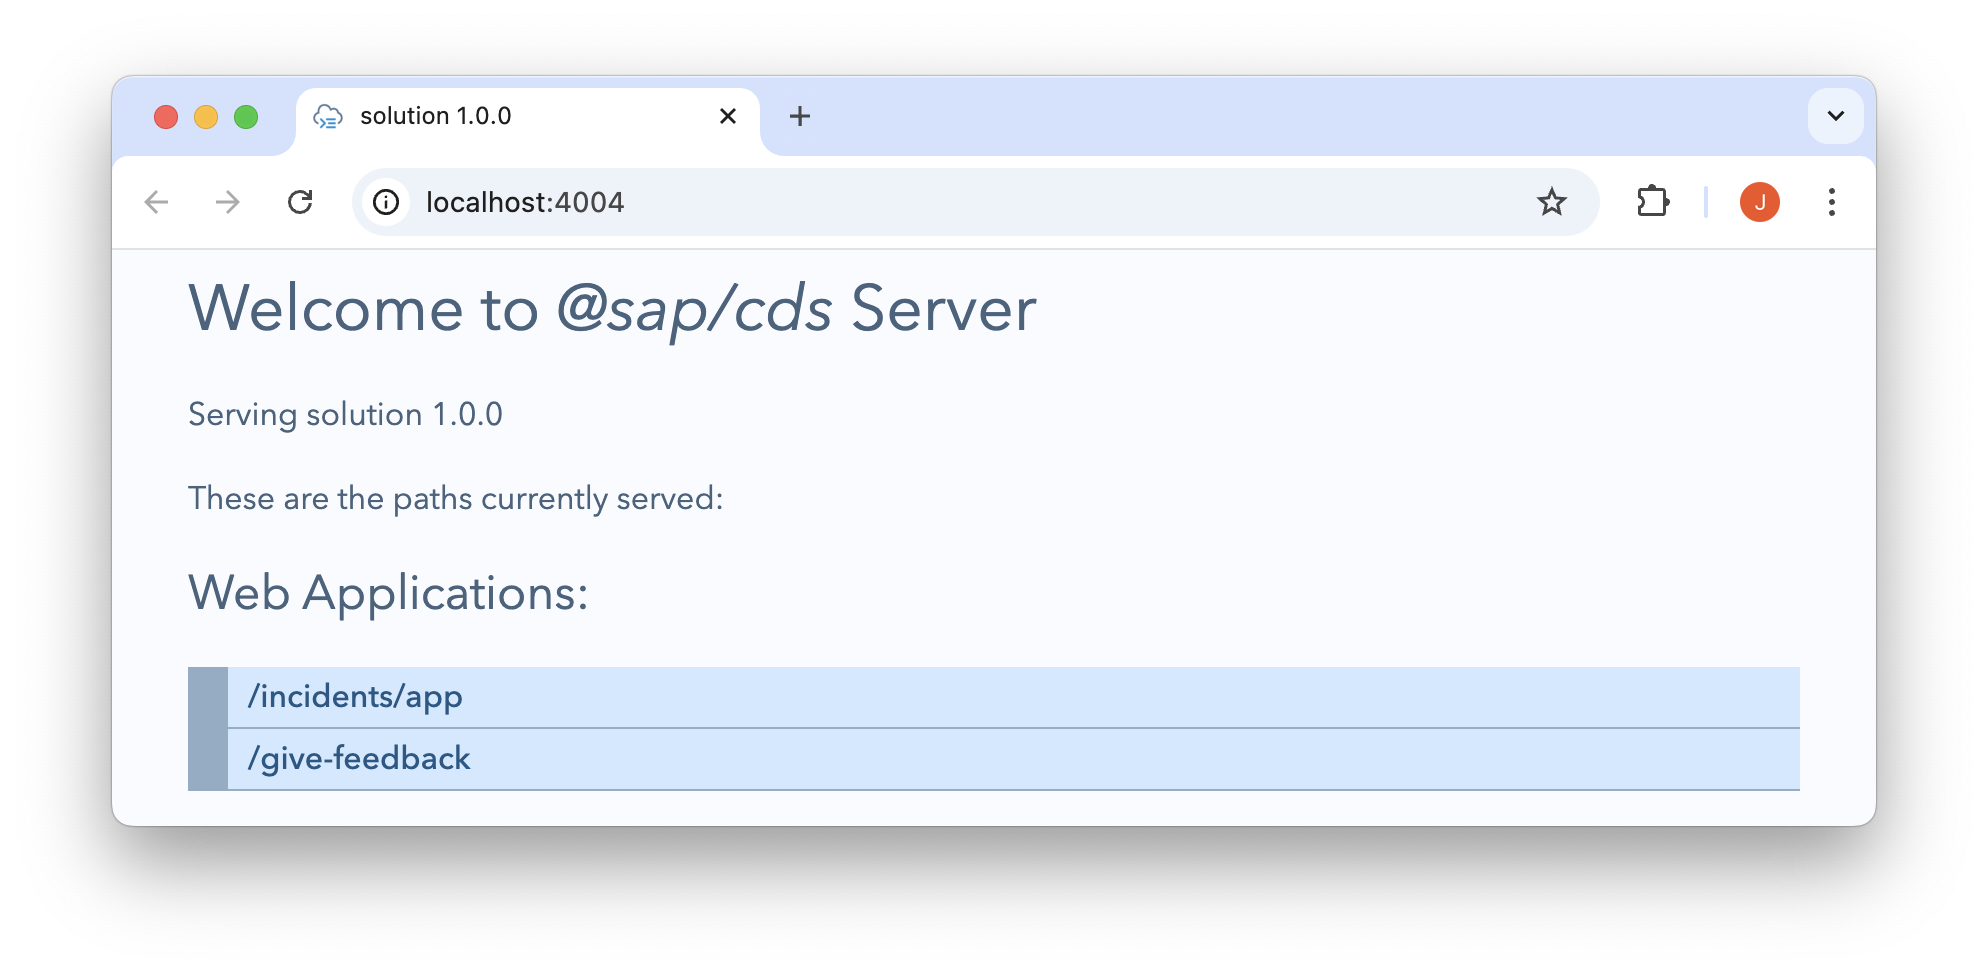 solution 1.0.0
localhost:4004
J
Welcome to @sap/cds Server
Serving solution 1.0.0
These are the paths currently served:
Web Applications:
/incidents/app
/give-feedback